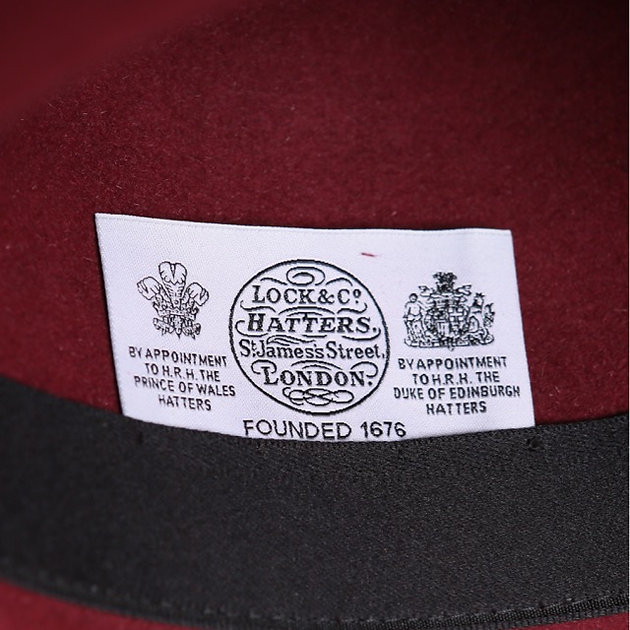 LOCK & Co.
HATTERS.
St. James's Street,
LONDON.
BY APPOINTMENT
TO H.R.H. THE
PRINCE OF WALES
HATTERS
BY APPOINTMENT
TO H.R.H. THE
DUKE OF EDINBURGH
HATTERS
FOUNDED 1676